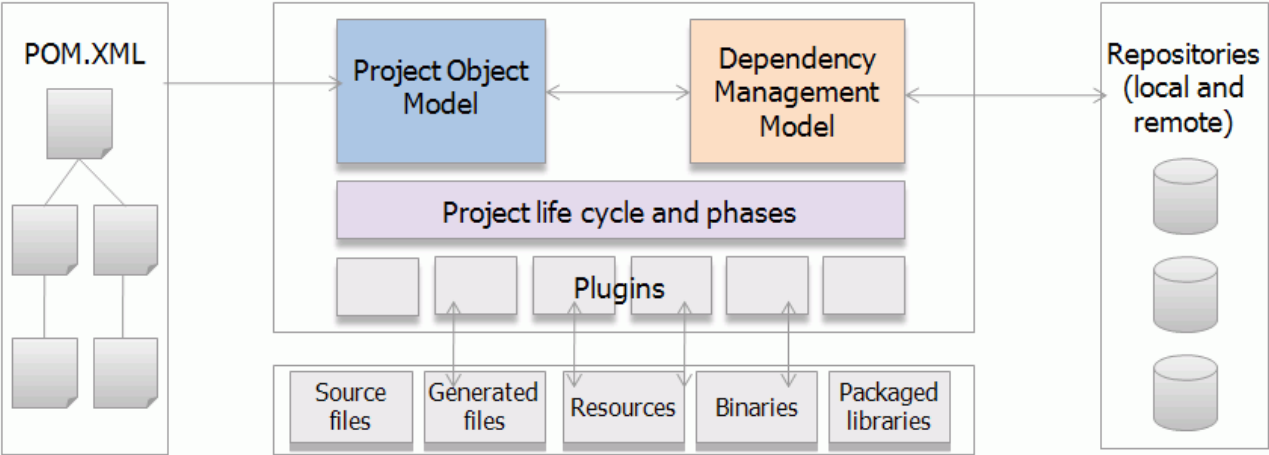 POM.XML
Project Object
Model
Dependency
Management
Model
Repositories
(local and
remote)
Project life cycle and phases
Plugins
Source
files
Generated
files
Resources
Binaries
Packaged
libraries